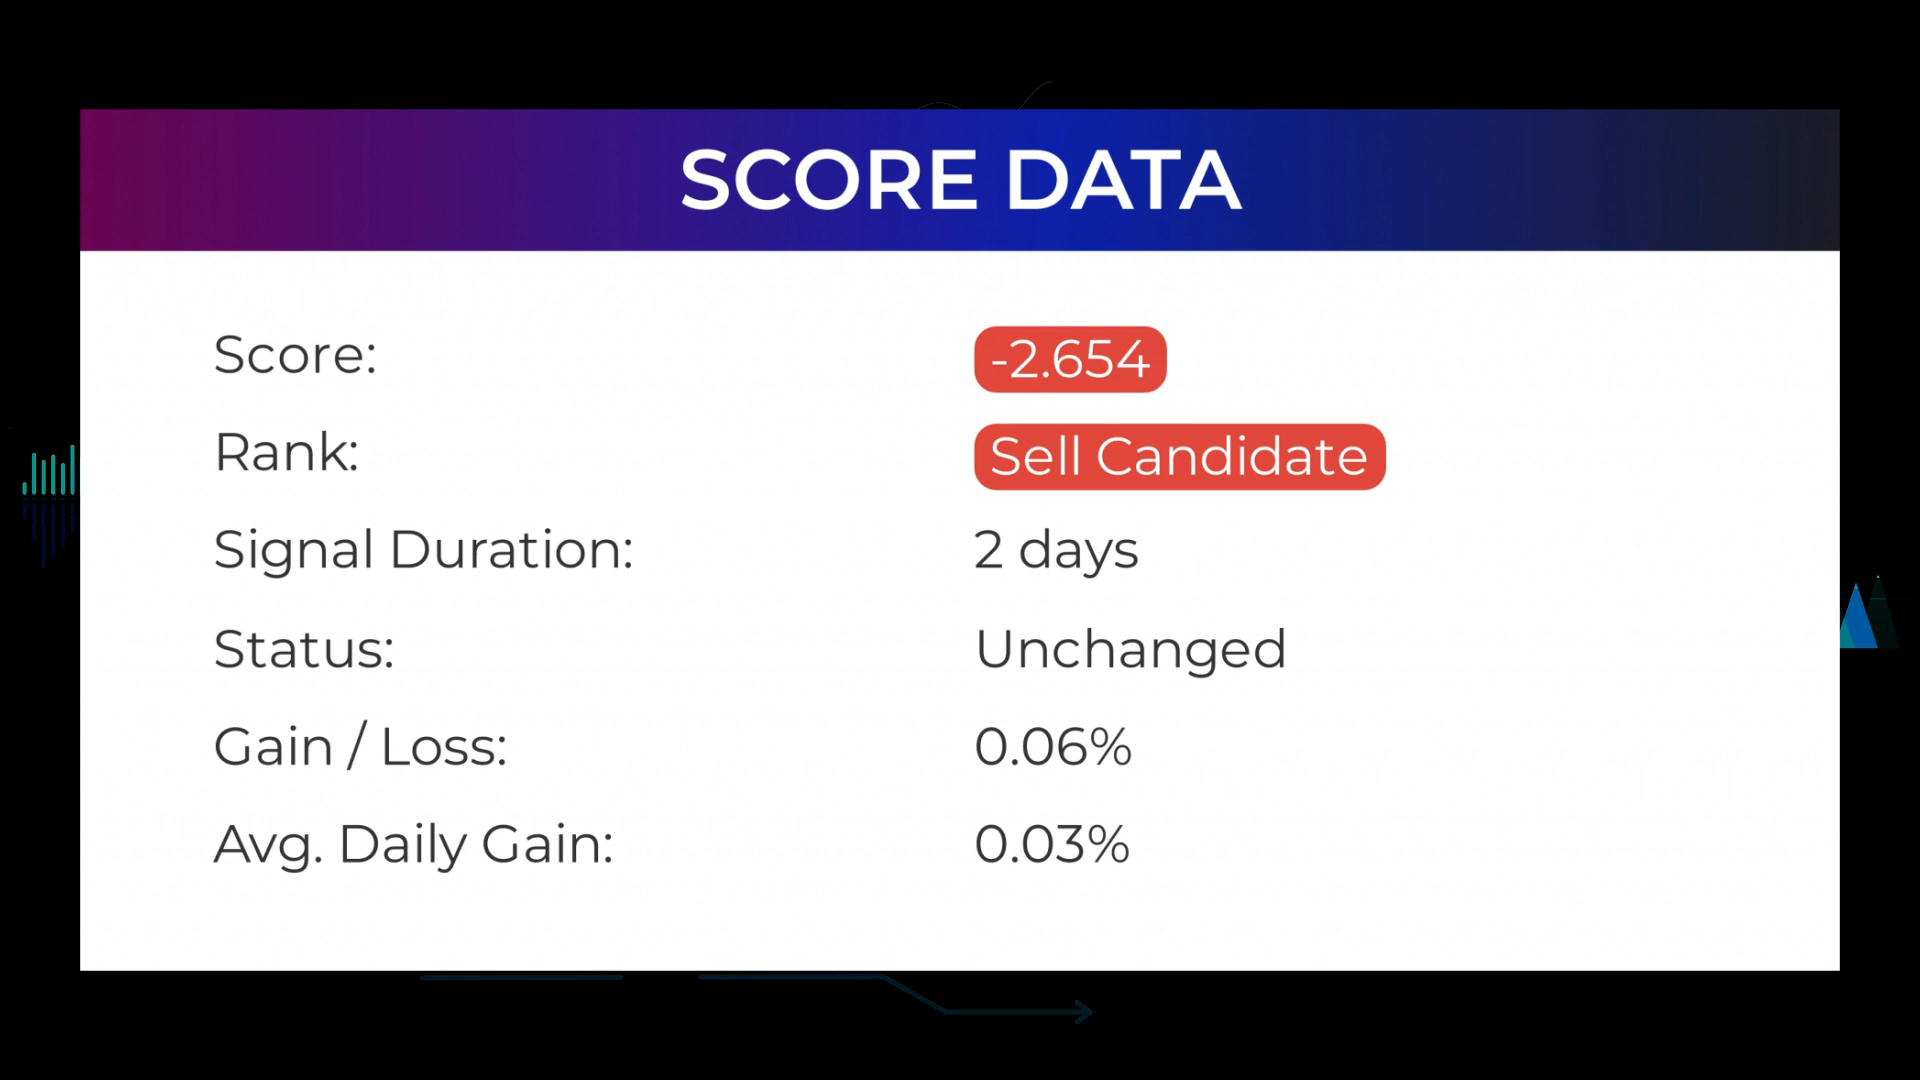 SCORE DATA
Score: -2.654
Rank: Sell Candidate
Signal Duration: 2 days
Status: Unchanged
Gain / Loss: 0.06%
Avg. Daily Gain: 0.03%